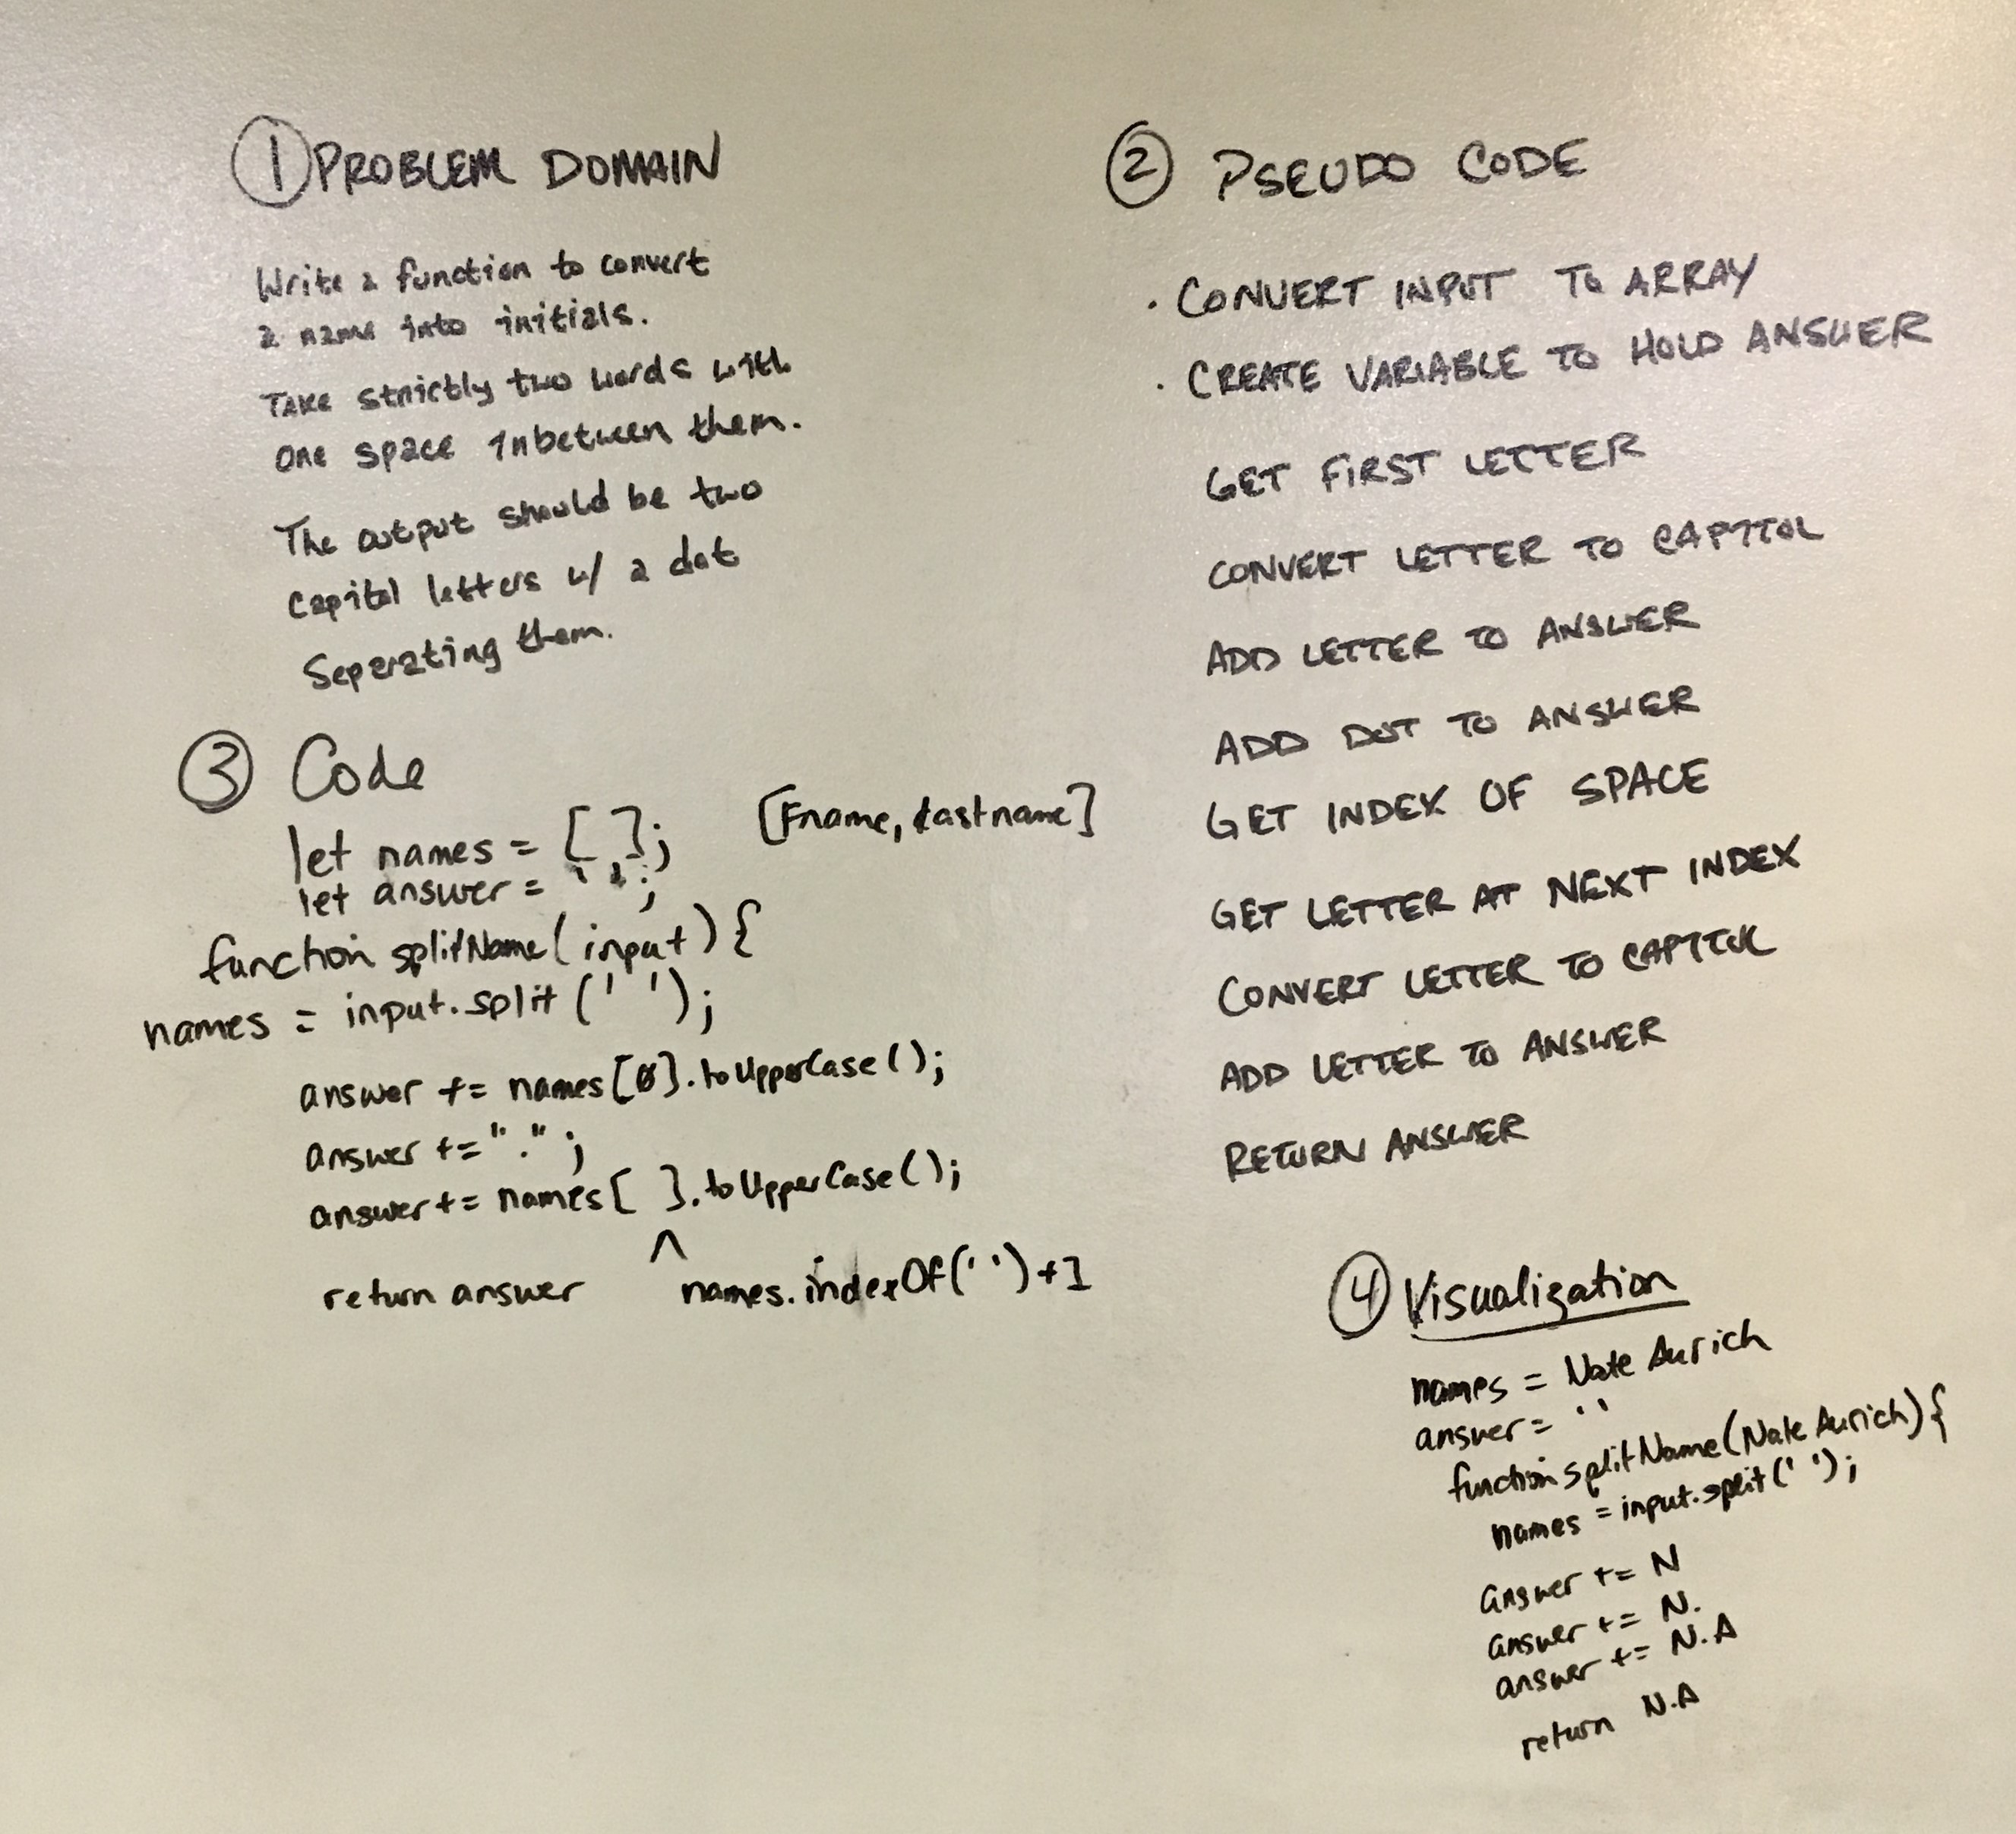 ① PROBLEM DOMAIN
Write a function to convert
a name into initials.
Take strictly two words with
one space inbetween them.
The output should be two
capital letters w/ a dot
Seperating them.
② PSEUDO CODE
· CONVERT INPUT TO ARRAY
· CREATE VARIABLE TO HOLD ANSWER
GET FIRST LETTER
CONVERT LETTER TO CAPITOL
ADD LETTER TO ANSWER
ADD DOT TO ANSWER
GET INDEX OF SPACE
GET LETTER AT NEXT INDEX
CONVERT LETTER TO CAPITOL
ADD LETTER TO ANSWER
RETURN ANSWER
③ Code
let names = [ ]; [Fname, Lastname]
let answer = ' ';
function splitName(input){
names = input.split(' ');
answer += names[0].toUpperCase();
answer += ".";
answer += names[ ].toUpperCase();
return answer ^ names.indexOf(' ')+1
④ Visualization
names = Nate Aurich
answer = ' '
function splitName(Nate Aurich){
names = input.split(' ');
answer += N
answer += N.
answer += N.A
return N.A